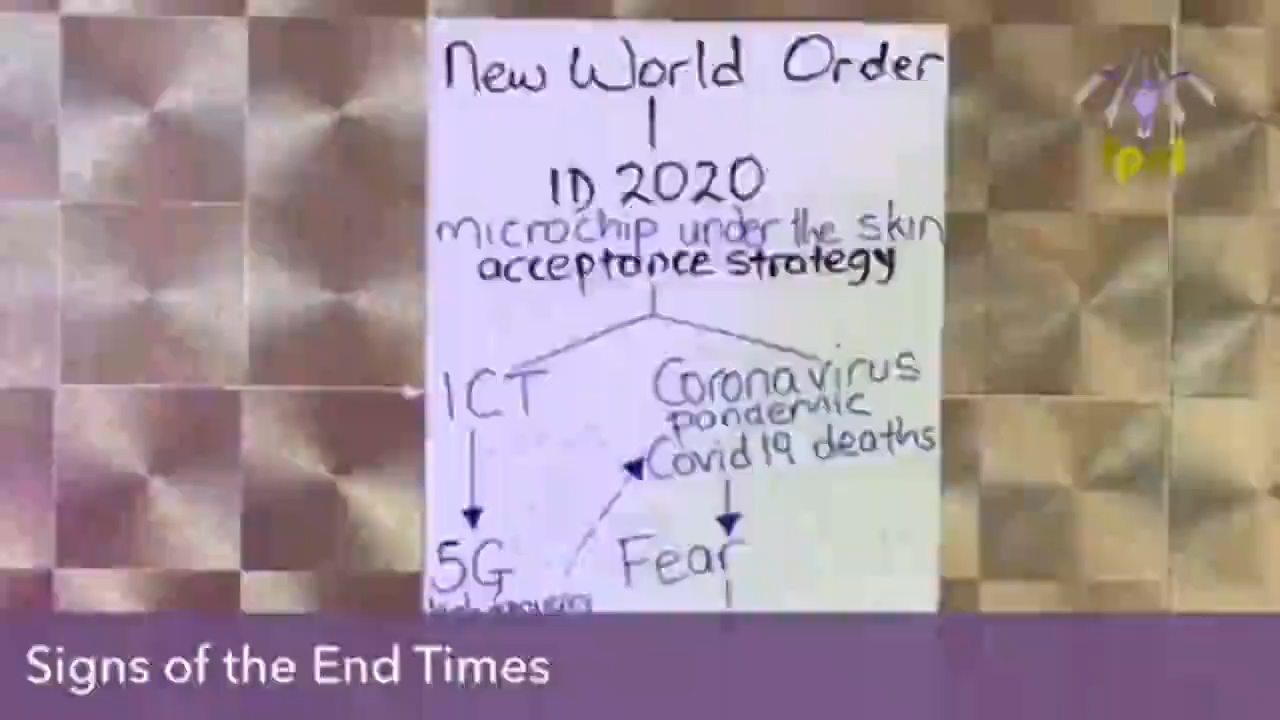 New World Order
ID 2020
microchip under the skin
acceptance strategy
ICT
Coronavirus
pandemic
Covid19 deaths
5G
Fear
Signs of the End Times